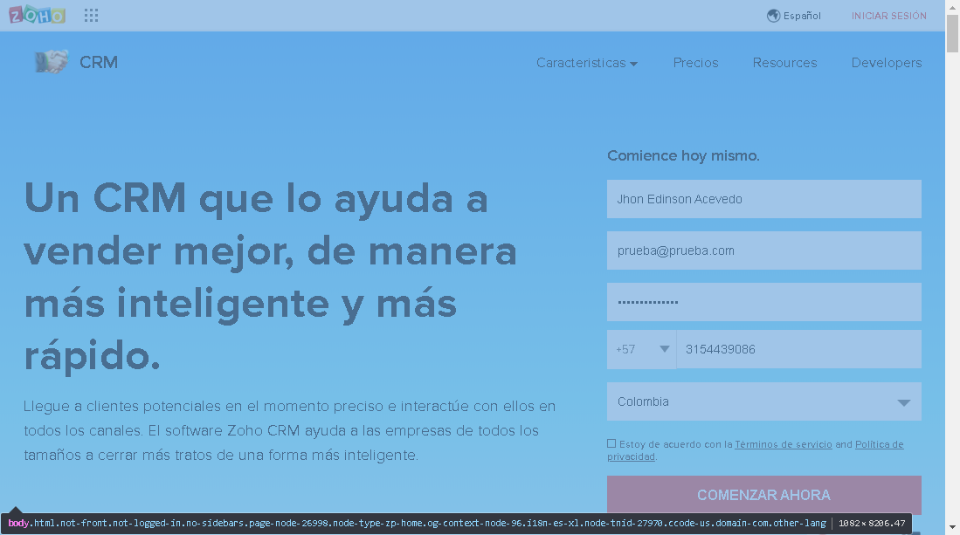 ZOHO
Español
INICIAR SESIÓN
CRM
Características
Precios
Resources
Developers
Comience hoy mismo.
Un CRM que lo ayuda a
vender mejor, de manera
más inteligente y más
rápido.
Llegue a clientes potenciales en el momento preciso e interactúe con ellos en
todos los canales. El software Zoho CRM ayuda a las empresas de todos los
tamaños a cerrar más tratos de una forma más inteligente.
Jhon Edinson Acevedo
prueba@prueba.com
••••••••••••••
+57 3154439086
Colombia
Estoy de acuerdo con la Términos de servicio and Política de
privacidad.
COMENZAR AHORA
body.html.not-front.not-logged-in.no-sidebars.page-node-26998.node-type-zp-home.og-context-node-96.i18n-es-xl.node-tnid-27970.ccode-us.domain-com.other-lang | 1082×8206.47